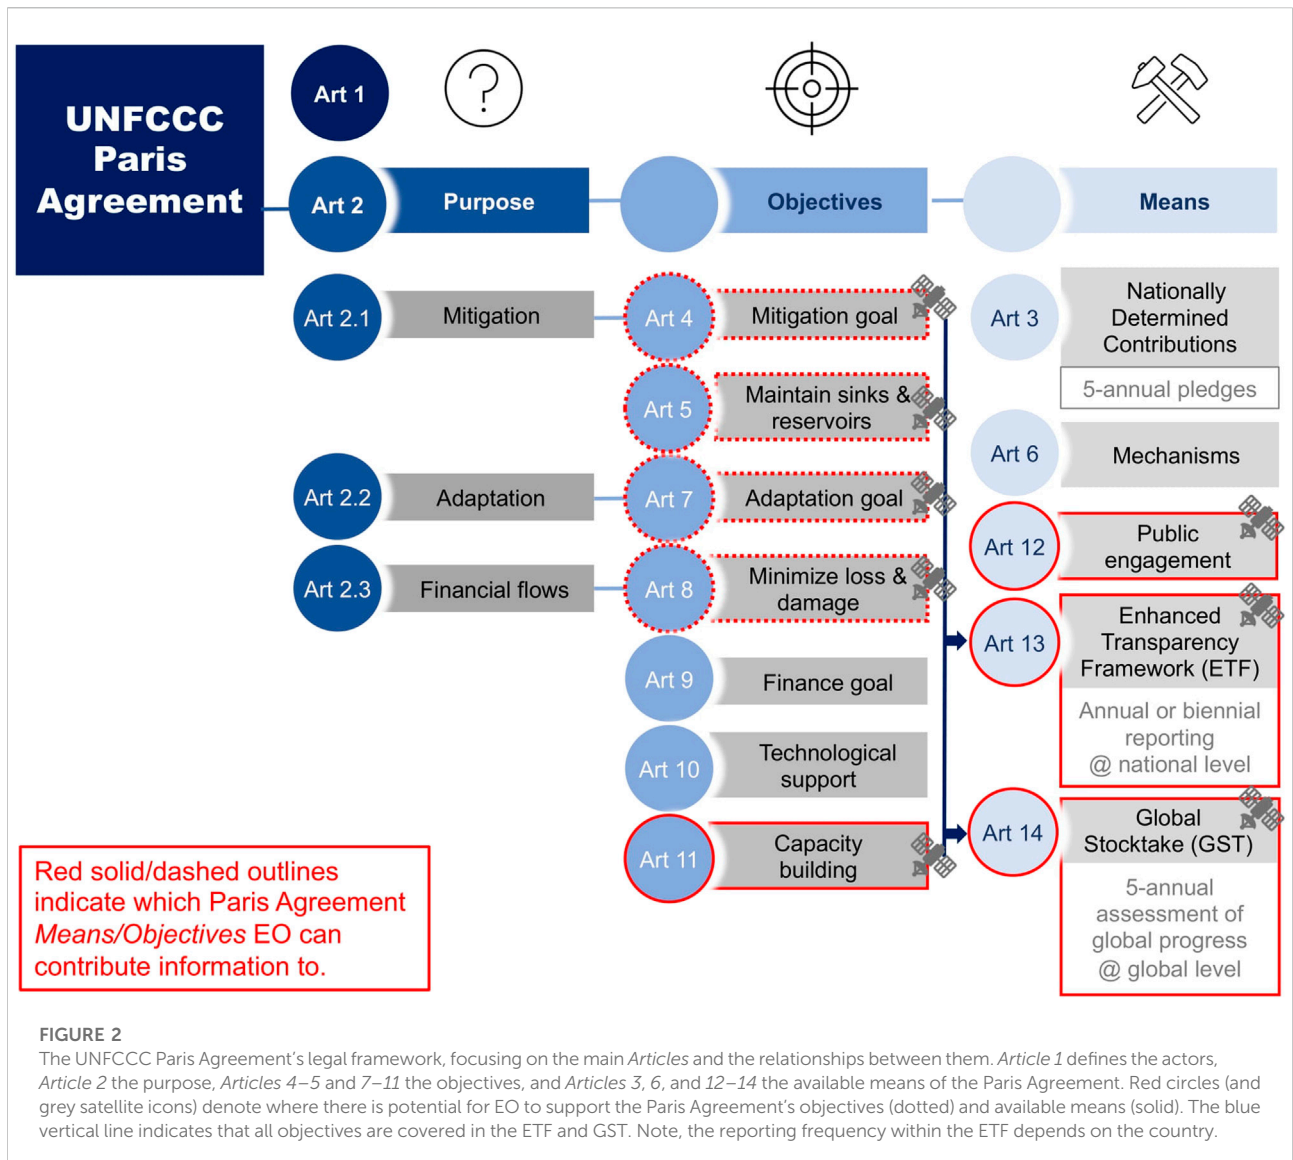 UNFCCC
Paris
Agreement
Art 1
?
Art 2
Purpose
Objectives
Means
Art 2.1
Mitigation
Art 4
Mitigation goal
Art 5
Maintain sinks &
reservoirs
Art 2.2
Adaptation
Art 7
Adaptation goal
Art 2.3
Financial flows
Art 8
Minimize loss &
damage
Art 9
Finance goal
Art 10
Technological
support
Art 11
Capacity
building
Art 3
Nationally
Determined
Contributions
5-annual pledges
Art 6
Mechanisms
Art 12
Public
engagement
Art 13
Enhanced
Transparency
Framework (ETF)
Annual or biennial
reporting
@ national level
Art 14
Global
Stocktake (GST)
5-annual
assessment of
global progress
@ global level
Red solid/dashed outlines
indicate which Paris Agreement
Means/Objectives EO can
contribute information to.
FIGURE 2
The UNFCCC Paris Agreement's legal framework, focusing on the main Articles and the relationships between them. Article 1 defines the actors,
Article 2 the purpose, Articles 4–5 and 7–11 the objectives, and Articles 3, 6, and 12–14 the available means of the Paris Agreement. Red circles (and
grey satellite icons) denote where there is potential for EO to support the Paris Agreement's objectives (dotted) and available means (solid). The blue
vertical line indicates that all objectives are covered in the ETF and GST. Note, the reporting frequency within the ETF depends on the country.